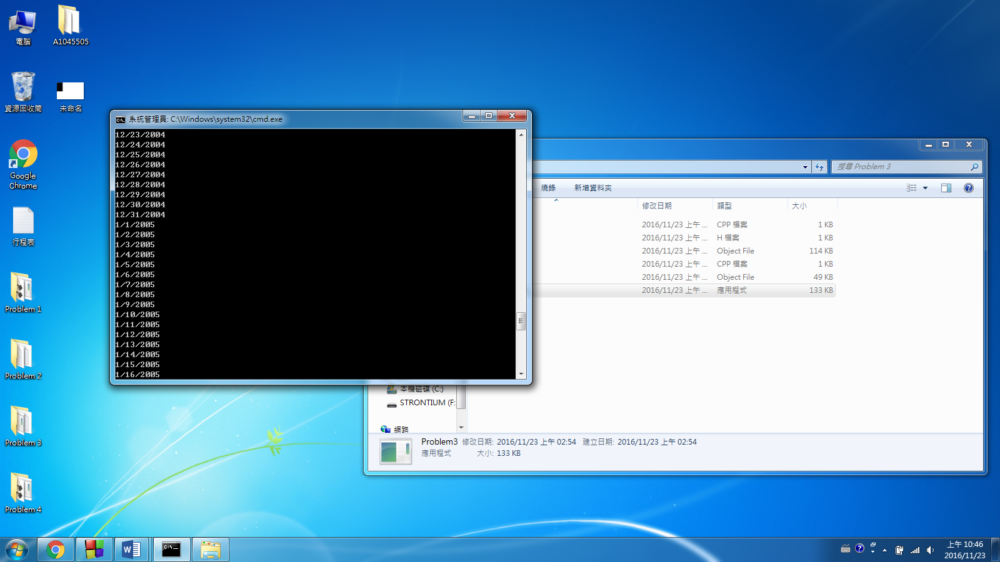 電腦
A1045505
資源回收筒
未命名
Google
Chrome
行程表
Problem 1
Problem 2
Problem 3
Problem 4
系統管理員: C:\Windows\system32\cmd.exe
12/23/2004
12/24/2004
12/25/2004
12/26/2004
12/27/2004
12/28/2004
12/29/2004
12/30/2004
12/31/2004
1/1/2005
1/2/2005
1/3/2005
1/4/2005
1/5/2005
1/6/2005
1/7/2005
1/8/2005
1/9/2005
1/10/2005
1/11/2005
1/12/2005
1/13/2005
1/14/2005
1/15/2005
1/16/2005
搜尋 Problem 3
燒錄 新增資料夾
修改日期 類型 大小
2016/11/23 上午 ... CPP 檔案 1 KB
2016/11/23 上午 ... H 檔案 1 KB
2016/11/23 上午 ... Object File 114 KB
2016/11/23 上午 ... CPP 檔案 1 KB
2016/11/23 上午 ... Object File 49 KB
2016/11/23 上午 ... 應用程式 133 KB
本機磁碟 (C:)
STRONTIUM (F:
網路
Problem3 修改日期: 2016/11/23 上午 02:54 建立日期: 2016/11/23 上午 02:54
應用程式 大小: 133 KB
上午 10:46
2016/11/23